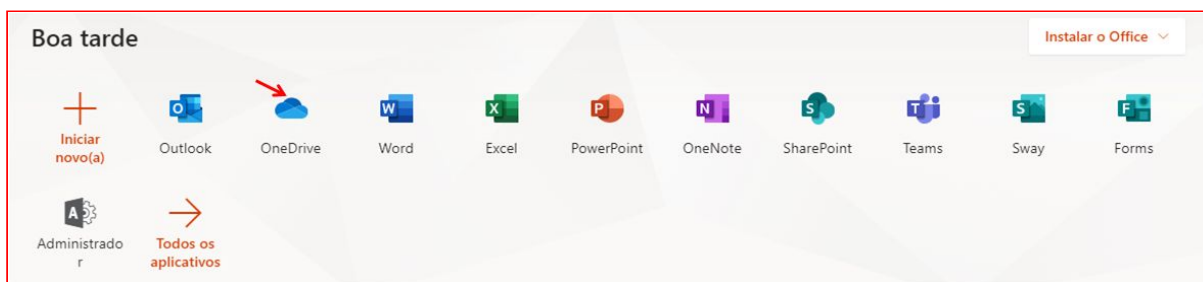 Boa tarde
Instalar o Office
Iniciar
novo(a)
Outlook
OneDrive
Word
Excel
PowerPoint
OneNote
SharePoint
Teams
Sway
Forms
Administrado
r
Todos os
aplicativos